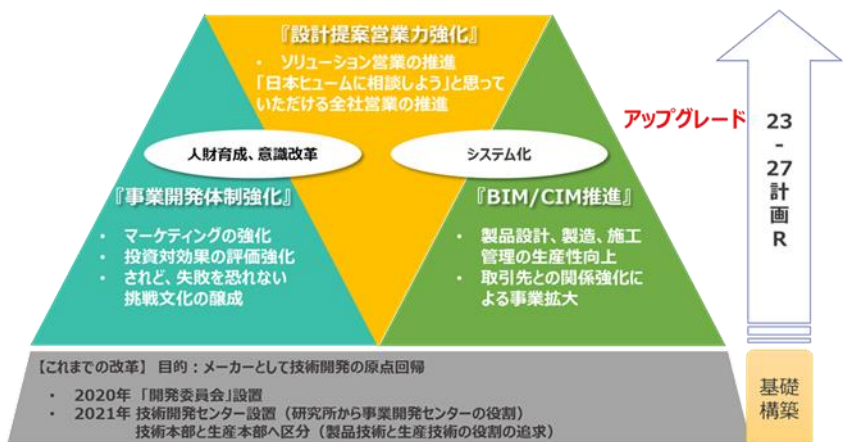 『設計提案営業力強化』
・ ソリューション営業の推進
「日本ヒュームに相談しよう」と思って
いただける全社営業の推進
アップグレード
人財育成、意識改革
システム化
『事業開発体制強化』
・ マーケティングの強化
・ 投資対効果の評価強化
・ されど、失敗を恐れない
挑戦文化の醸成
『BIM/CIM推進』
・ 製品設計、製造、施工
管理の生産性向上
・ 取引先との関係強化に
よる事業拡大
23
-
27
計
画
R
【これまでの改革】 目的：メーカーとして技術開発の原点回帰
・ 2020年 「開発委員会」設置
・ 2021年 技術開発センター設置（研究所から事業開発センターの役割）
技術本部と生産本部へ区分（製品技術と生産技術の役割の追求）
基礎
構築